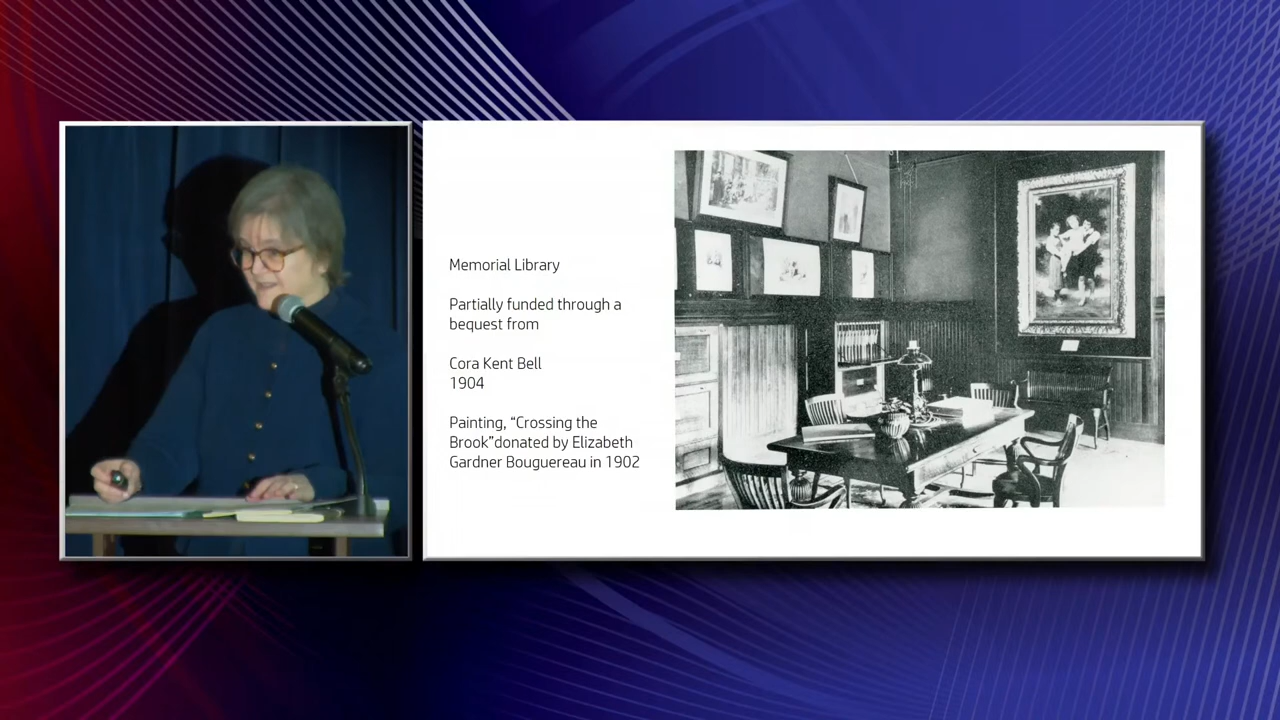 Memorial Library
Partially funded through a
bequest from
Cora Kent Bell
1904
Painting, “Crossing the
Brook”donated by Elizabeth
Gardner Bouguereau in 1902